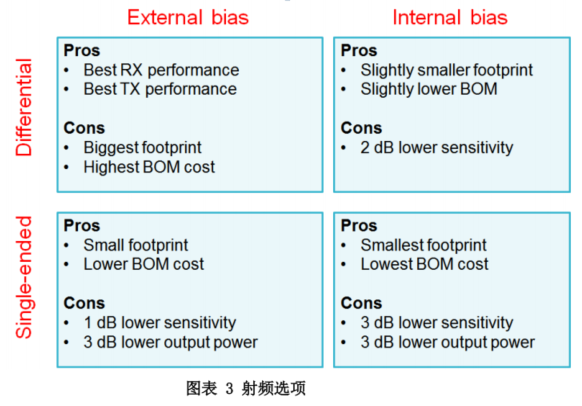 External bias
Internal bias
Differential
Pros
• Best RX performance
• Best TX performance
Cons
• Biggest footprint
• Highest BOM cost
Pros
• Slightly smaller footprint
• Slightly lower BOM
Cons
• 2 dB lower sensitivity
Single-ended
Pros
• Small footprint
• Lower BOM cost
Cons
• 1 dB lower sensitivity
• 3 dB lower output power
Pros
• Smallest footprint
• Lowest BOM cost
Cons
• 3 dB lower sensitivity
• 3 dB lower output power
图表 3 射频选项